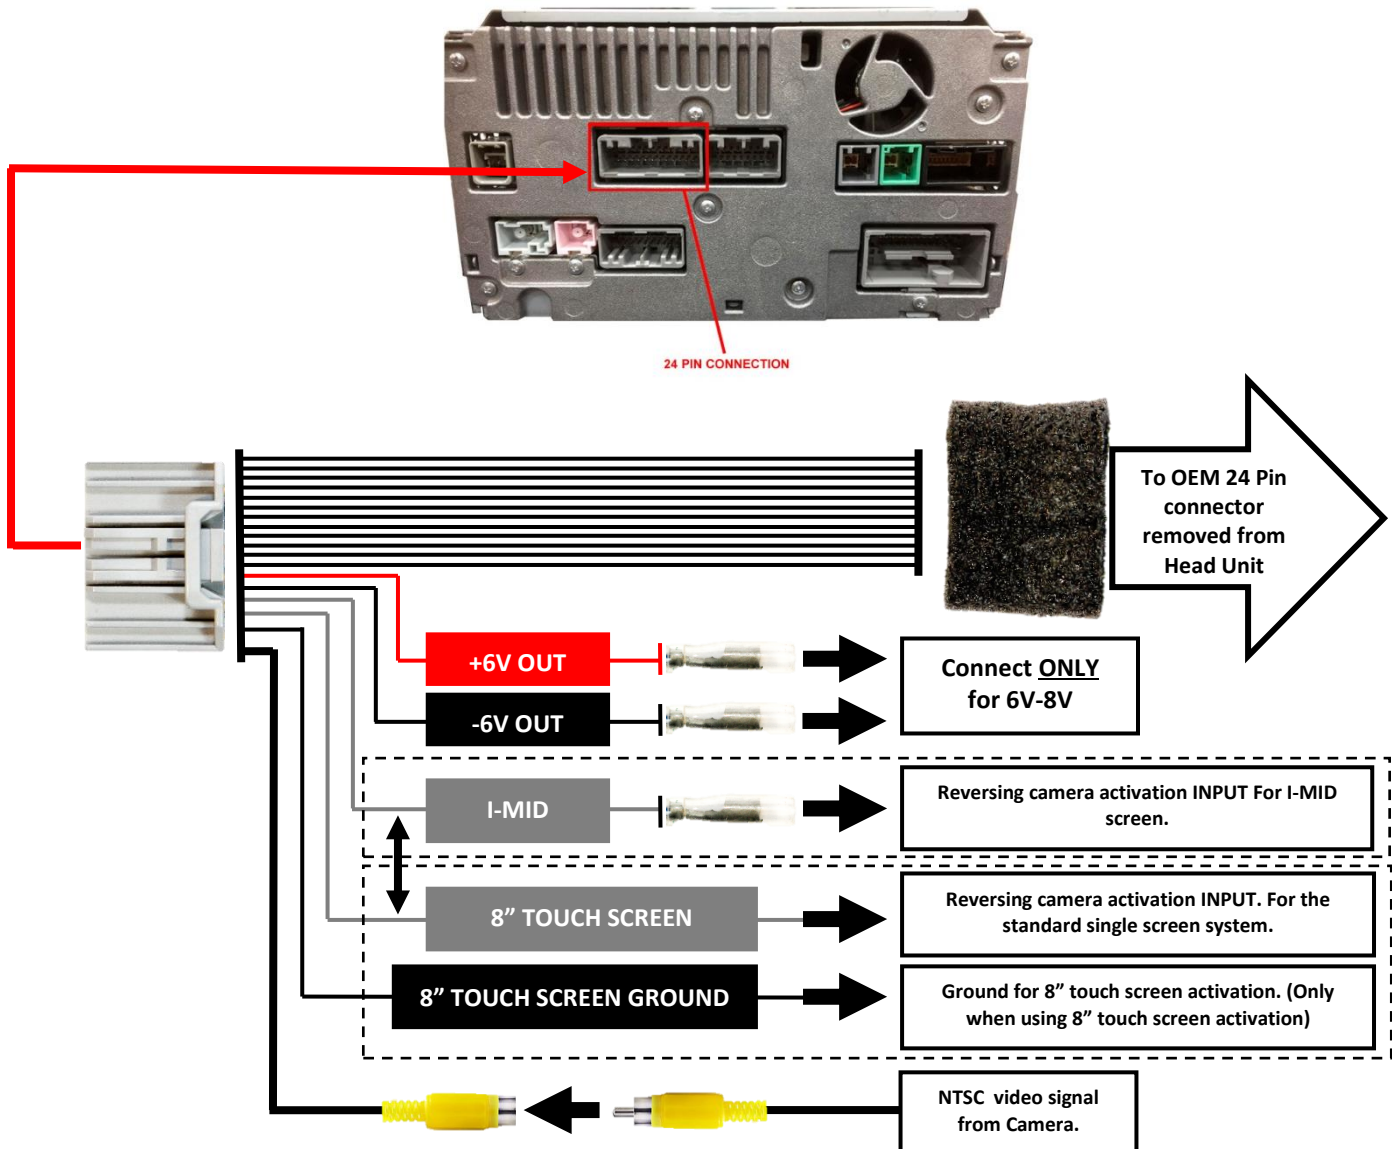 24 PIN CONNECTION
To OEM 24 Pin
connector
removed from
Head Unit
+6V OUT
Connect ONLY
for 6V-8V
-6V OUT
I-MID
Reversing camera activation INPUT For I-MID
screen.
8” TOUCH SCREEN
Reversing camera activation INPUT. For the
standard single screen system.
8” TOUCH SCREEN GROUND
Ground for 8” touch screen activation. (Only
when using 8” touch screen activation)
NTSC video signal
from Camera.